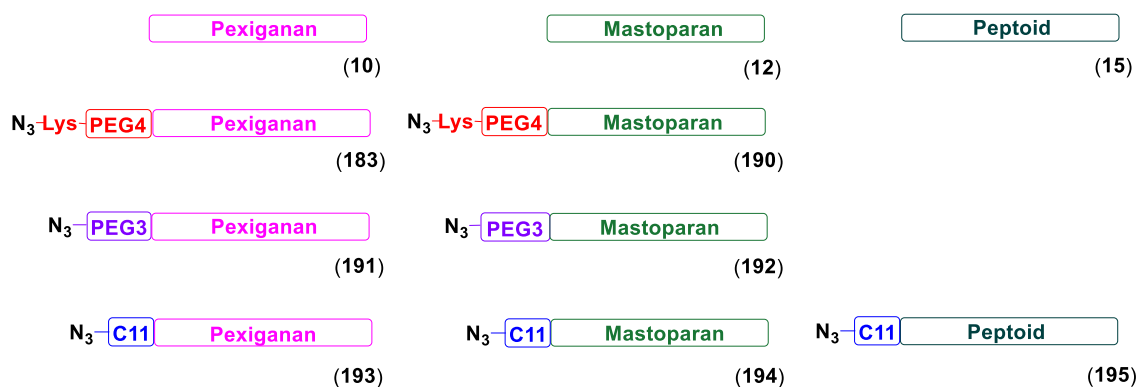 Pexiganan Mastoparan Peptoid
(10) (12) (15)
N3-Lys-PEG4 Pexiganan N3-Lys-PEG4 Mastoparan
(183) (190)
N3-PEG3 Pexiganan N3-PEG3 Mastoparan
(191) (192)
N3-C11 Pexiganan N3-C11 Mastoparan N3-C11 Peptoid
(193) (194) (195)